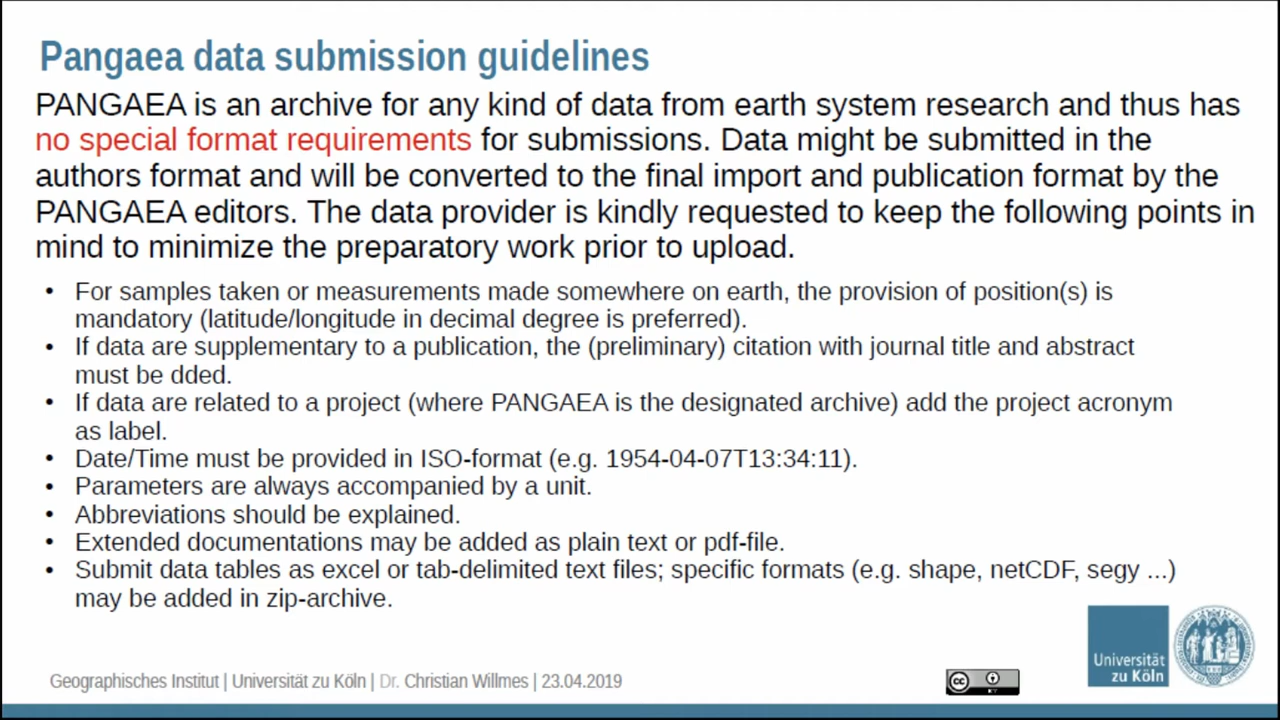 Pangaea data submission guidelines
PANGAEA is an archive for any kind of data from earth system research and thus has
no special format requirements for submissions. Data might be submitted in the
authors format and will be converted to the final import and publication format by the
PANGAEA editors. The data provider is kindly requested to keep the following points in
mind to minimize the preparatory work prior to upload.
• For samples taken or measurements made somewhere on earth, the provision of position(s) is
mandatory (latitude/longitude in decimal degree is preferred).
• If data are supplementary to a publication, the (preliminary) citation with journal title and abstract
must be dded.
• If data are related to a project (where PANGAEA is the designated archive) add the project acronym
as label.
• Date/Time must be provided in ISO-format (e.g. 1954-04-07T13:34:11).
• Parameters are always accompanied by a unit.
• Abbreviations should be explained.
• Extended documentations may be added as plain text or pdf-file.
• Submit data tables as excel or tab-delimited text files; specific formats (e.g. shape, netCDF, segy ...)
may be added in zip-archive.
Universität
zu Köln
Geographisches Institut | Universität zu Köln | Dr. Christian Willmes | 23.04.2019
cc
BY